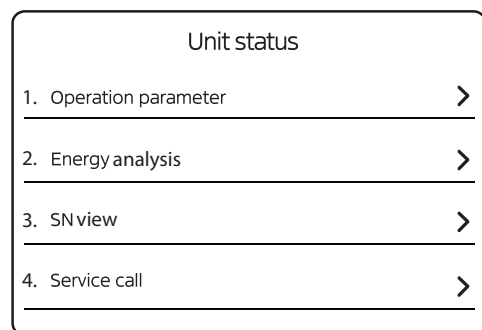 Unit status
1. Operation parameter
2. Energy analysis
3. SN view
4. Service call